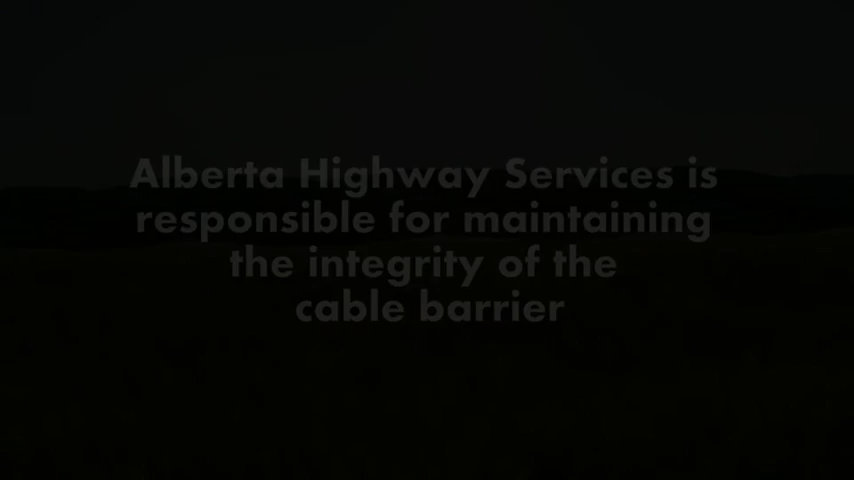 Alberta Highway Services is
responsible for maintaining
the integrity of the
cable barrier